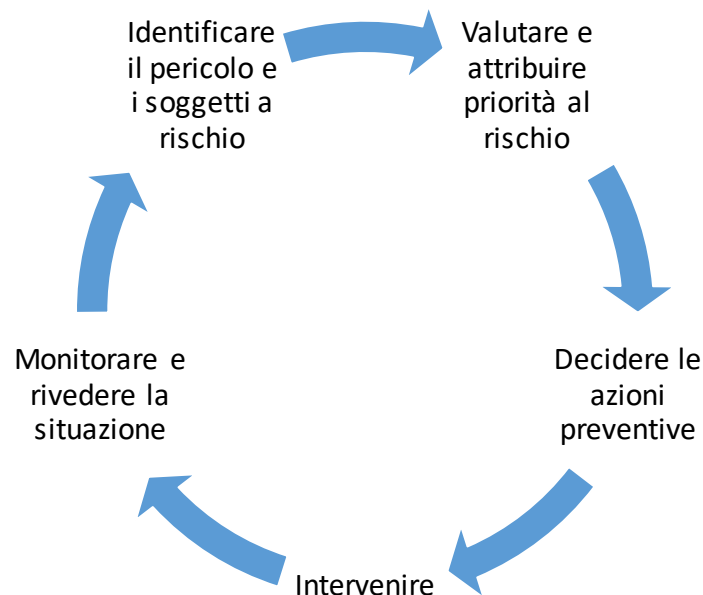 Identificare
il pericolo e
i soggetti a
rischio
Valutare e
attribuire
priorità al
rischio
Decidere le
azioni
preventive
Intervenire
Monitorare e
rivedere la
situazione